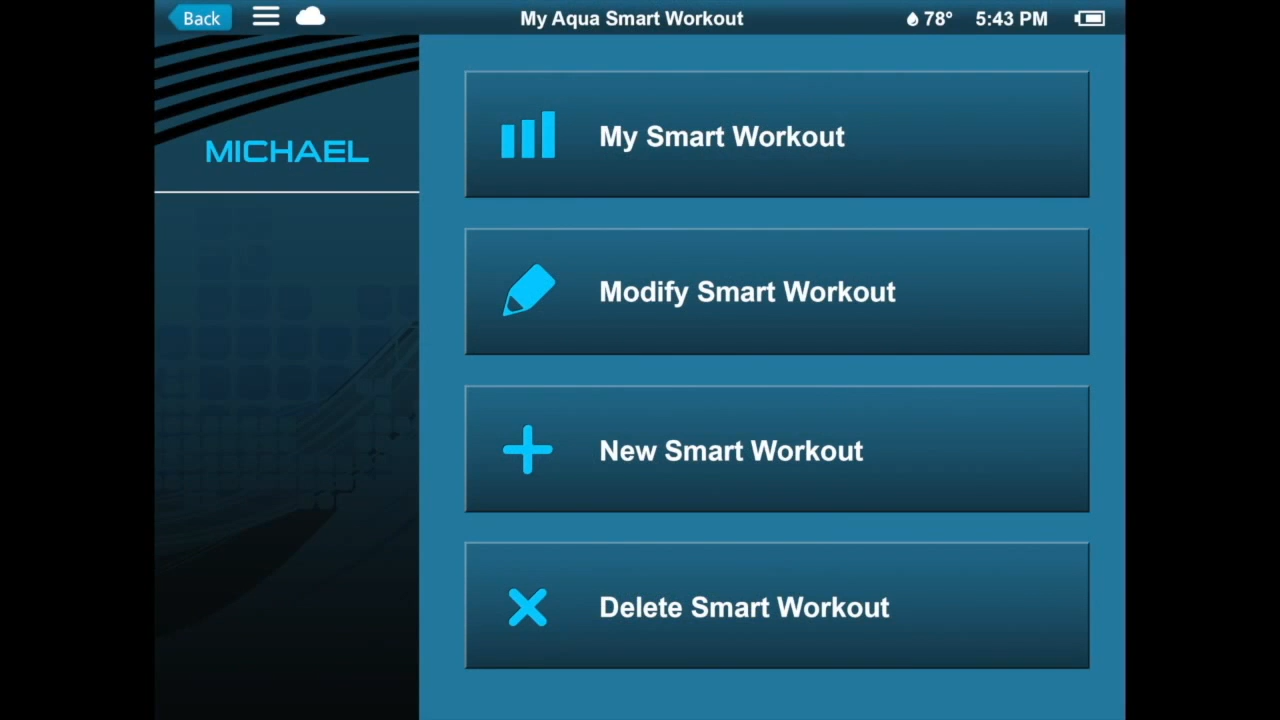 Back
My Aqua Smart Workout
78° 5:43 PM
MICHAEL
My Smart Workout
Modify Smart Workout
New Smart Workout
Delete Smart Workout